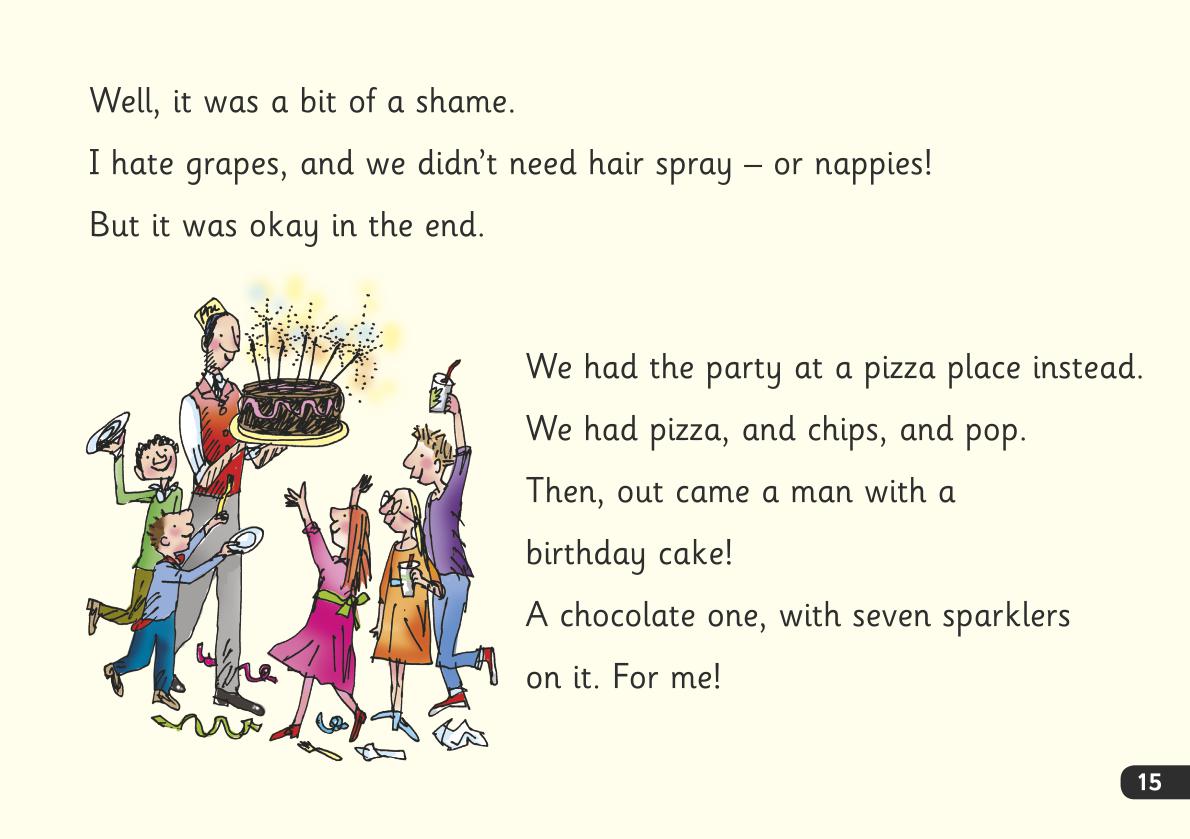 Well, it was a bit of a shame.
I hate grapes, and we didn’t need hair spray – or nappies!
But it was okay in the end.
We had the party at a pizza place instead.
We had pizza, and chips, and pop.
Then, out came a man with a
birthday cake!
A chocolate one, with seven sparklers
on it. For me!
15